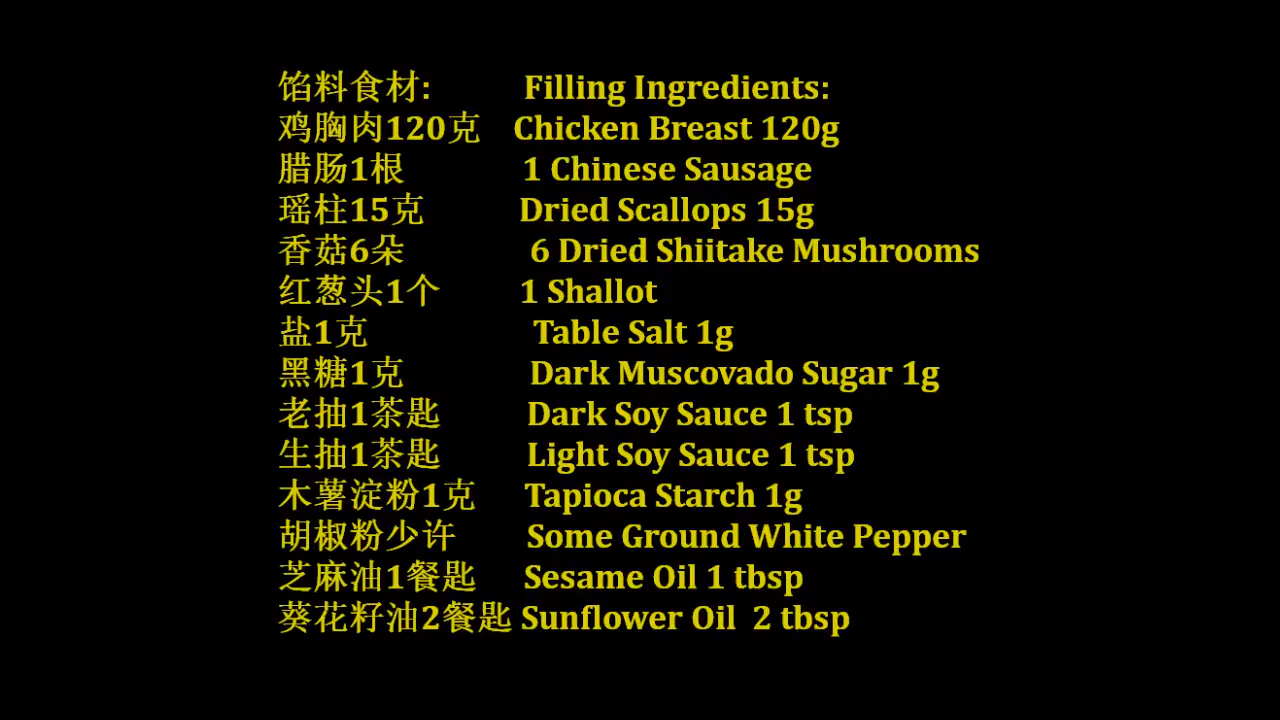 馅料食材: Filling Ingredients:
鸡胸肉120克 Chicken Breast 120g
腊肠1根 1 Chinese Sausage
瑶柱15克 Dried Scallops 15g
香菇6朵 6 Dried Shiitake Mushrooms
红葱头1个 1 Shallot
盐1克 Table Salt 1g
黑糖1克 Dark Muscovado Sugar 1g
老抽1茶匙 Dark Soy Sauce 1 tsp
生抽1茶匙 Light Soy Sauce 1 tsp
木薯淀粉1克 Tapioca Starch 1g
胡椒粉少许 Some Ground White Pepper
芝麻油1餐匙 Sesame Oil 1 tbsp
葵花籽油2餐匙 Sunflower Oil 2 tbsp